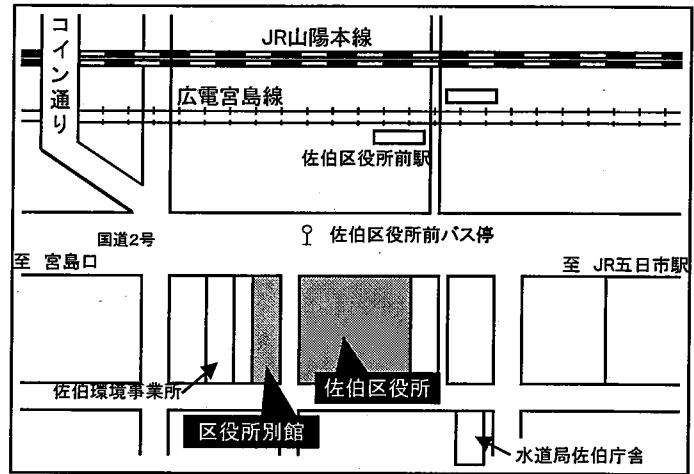 JR山陽本線
コイン通り
広電宮島線
佐伯区役所前駅
国道2号
佐伯区役所前バス停
至 宮島口
至 JR五日市駅
佐伯環境事業所
佐伯区役所
区役所別館
水道局佐伯庁舎